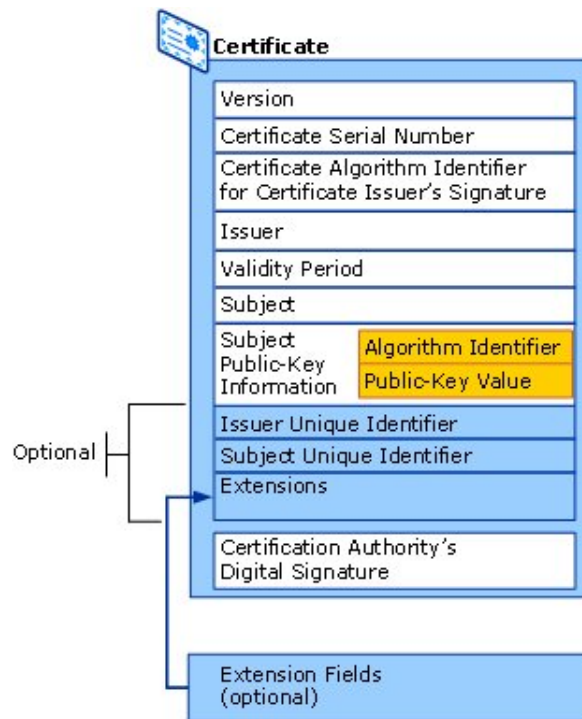 Certificate
Version
Certificate Serial Number
Certificate Algorithm Identifier
for Certificate Issuer's Signature
Issuer
Validity Period
Subject
Subject
Public-Key
Information
Algorithm Identifier
Public-Key Value
Optional
Issuer Unique Identifier
Subject Unique Identifier
Extensions
Certification Authority's
Digital Signature
Extension Fields
(optional)